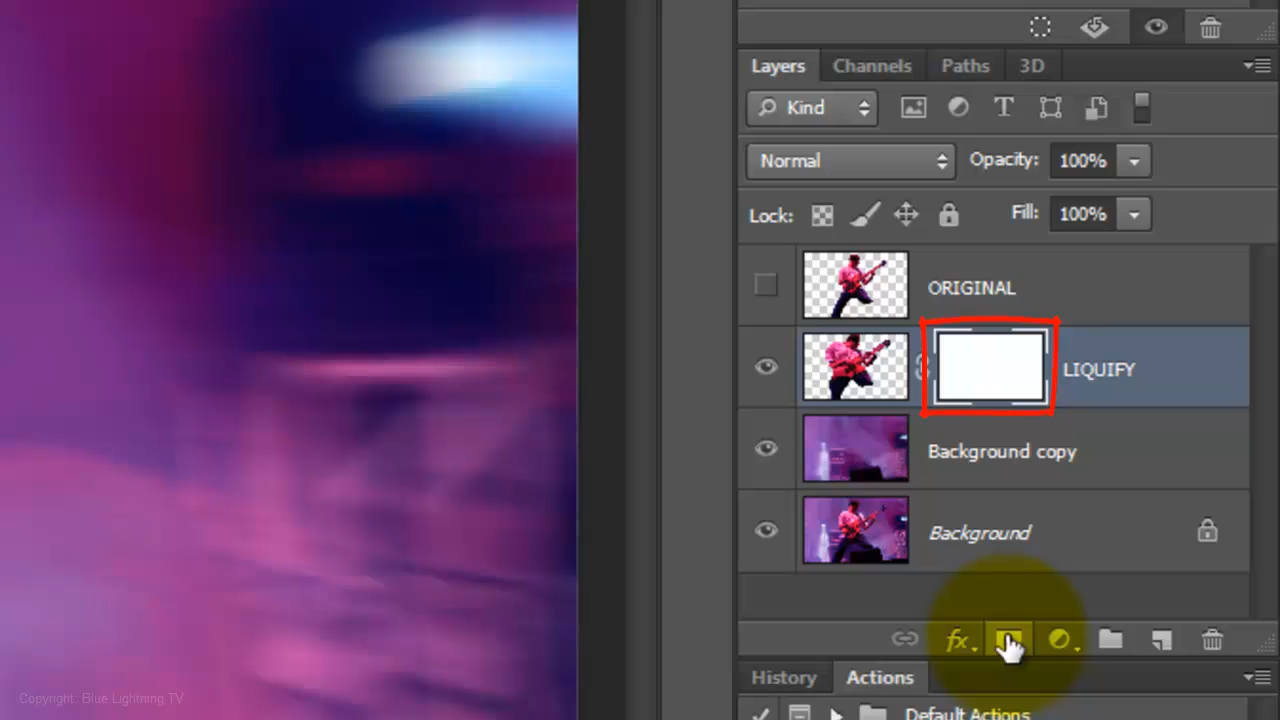 Layers Channels Paths 3D
Kind
Normal Opacity: 100%
Lock: Fill: 100%
ORIGINAL
LIQUIFY
Background copy
Background
fx
History Actions
Copyright: Blue Lightning TV
Default Actions